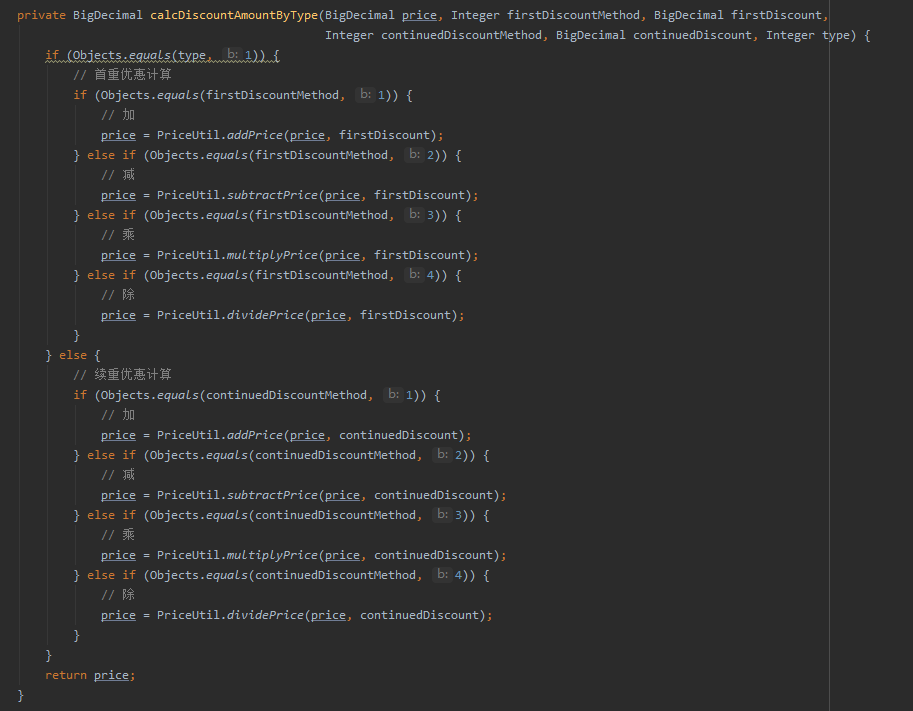 private BigDecimal calcDiscountAmountByType(BigDecimal price, Integer firstDiscountMethod, BigDecimal firstDiscount,
Integer continuedDiscountMethod, BigDecimal continuedDiscount, Integer type) {
if (Objects.equals(type, b: 1)) {
// 首重优惠计算
if (Objects.equals(firstDiscountMethod, b: 1)) {
// 加
price = PriceUtil.addPrice(price, firstDiscount);
} else if (Objects.equals(firstDiscountMethod, b: 2)) {
// 减
price = PriceUtil.subtractPrice(price, firstDiscount);
} else if (Objects.equals(firstDiscountMethod, b: 3)) {
// 乘
price = PriceUtil.multiplyPrice(price, firstDiscount);
} else if (Objects.equals(firstDiscountMethod, b: 4)) {
// 除
price = PriceUtil.dividePrice(price, firstDiscount);
}
} else {
// 续重优惠计算
if (Objects.equals(continuedDiscountMethod, b: 1)) {
// 加
price = PriceUtil.addPrice(price, continuedDiscount);
} else if (Objects.equals(continuedDiscountMethod, b: 2)) {
// 减
price = PriceUtil.subtractPrice(price, continuedDiscount);
} else if (Objects.equals(continuedDiscountMethod, b: 3)) {
// 乘
price = PriceUtil.multiplyPrice(price, continuedDiscount);
} else if (Objects.equals(continuedDiscountMethod, b: 4)) {
// 除
price = PriceUtil.dividePrice(price, continuedDiscount);
}
}
return price;
}